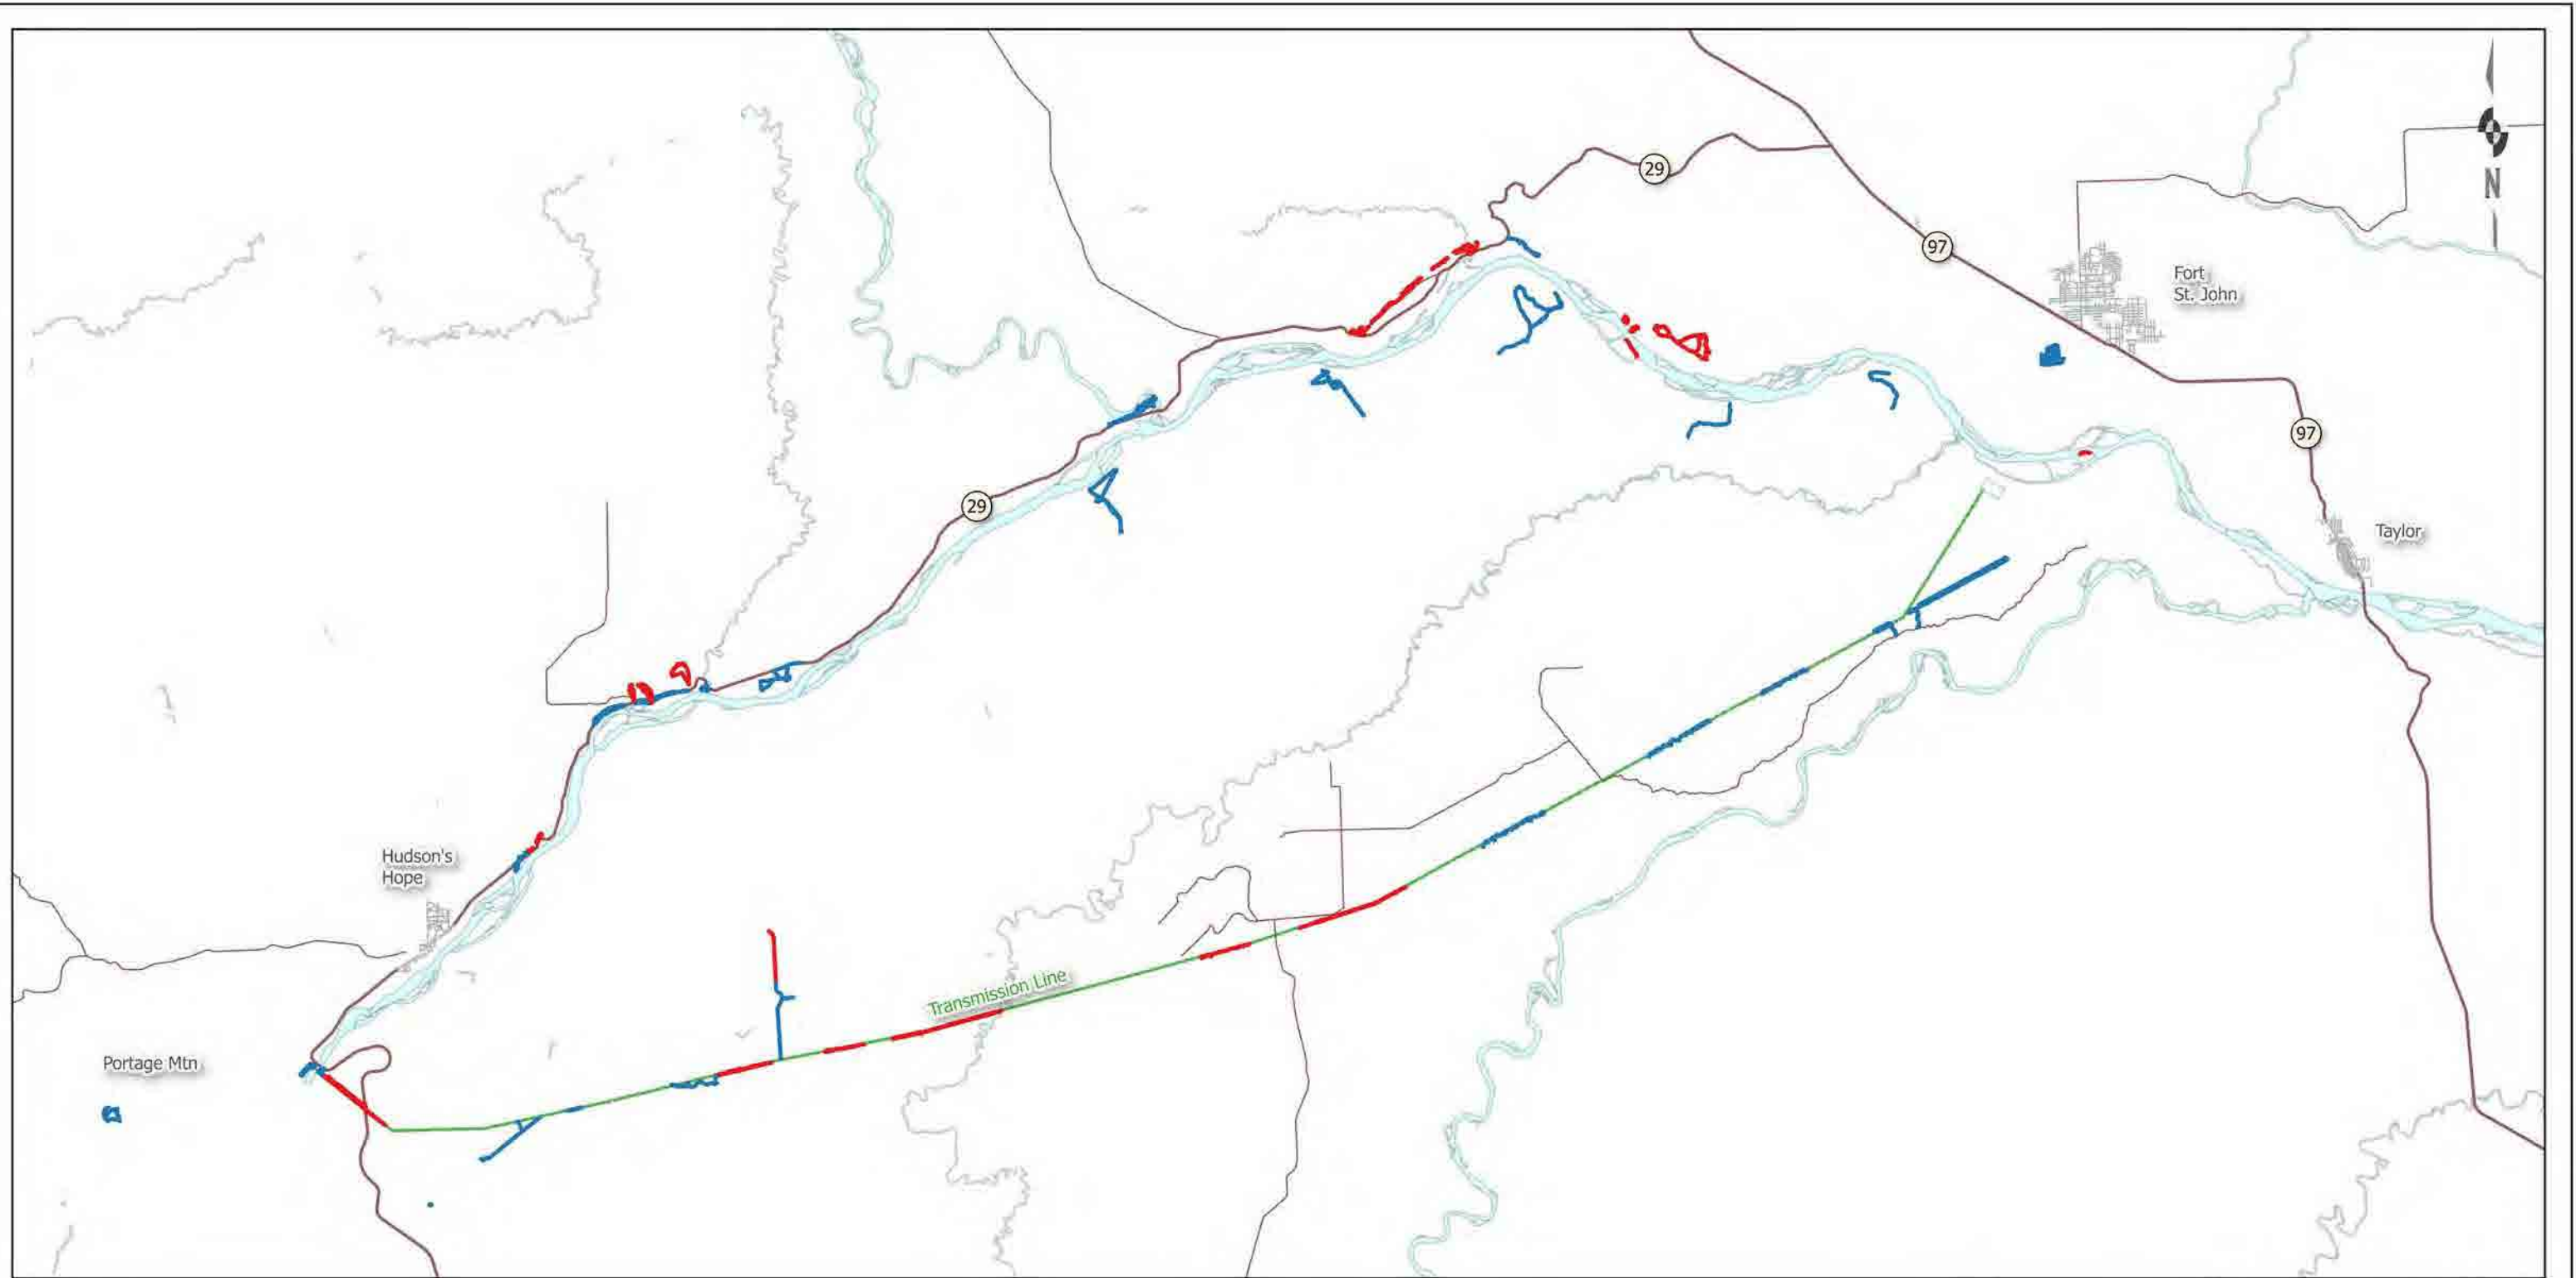 N
29
97
Fort
St. John
97
29
Taylor
Hudson's
Hope
Transmission Line
Portage Mtn